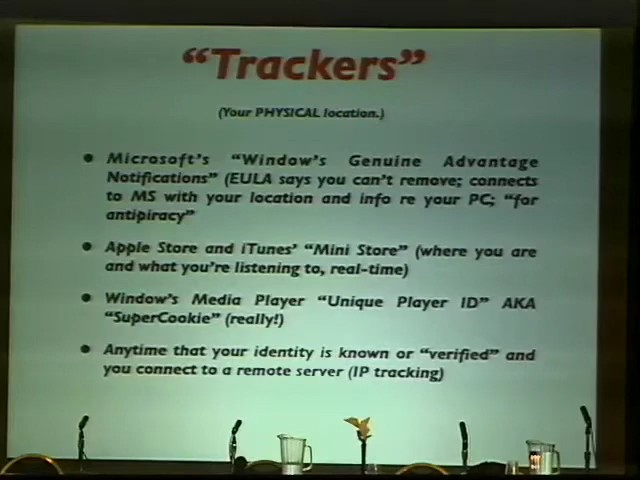 “Trackers”
(Your PHYSICAL location.)
• Microsoft's “Window's Genuine Advantage
Notifications” (EULA says you can't remove; connects
to MS with your location and info re your PC; “for
antipiracy”
• Apple Store and iTunes' “Mini Store” (where you are
and what you're listening to, real-time)
• Window's Media Player “Unique Player ID” AKA
“SuperCookie” (really!)
• Anytime that your identity is known or “verified” and
you connect to a remote server (IP tracking)